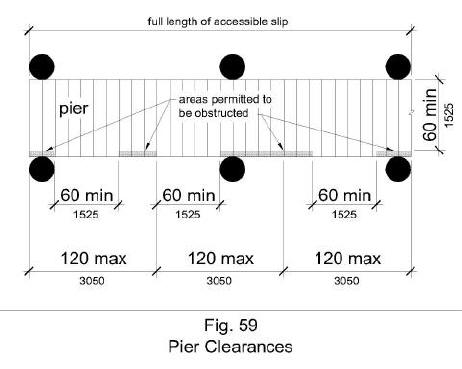 full length of accessible slip
pier
areas permitted to
be obstructed
60 min
1525
60 min
1525
60 min
1525
60 min
1525
120 max
3050
120 max
3050
120 max
3050
Fig. 59
Pier Clearances